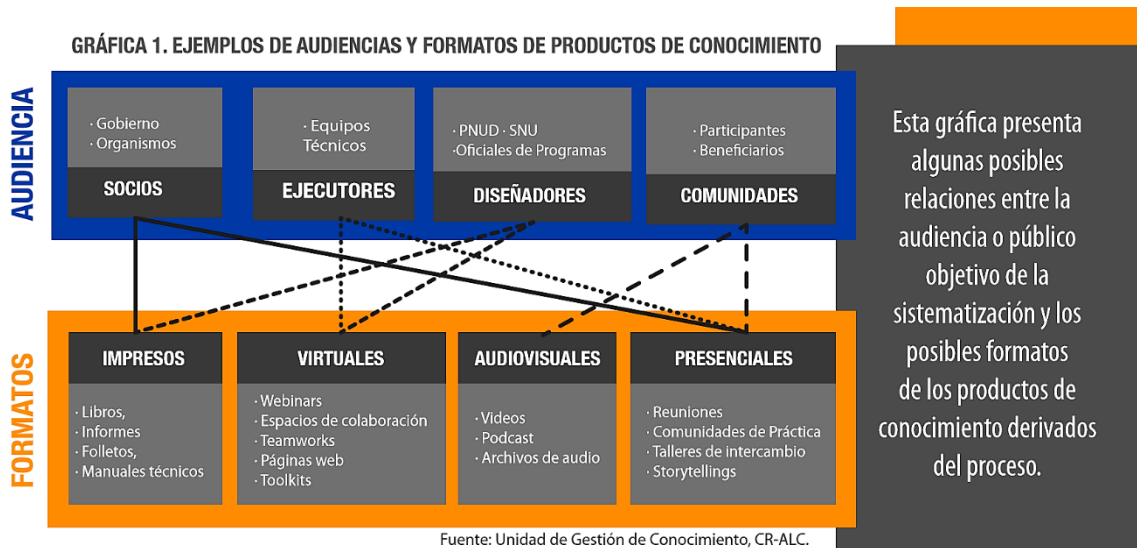 GRÁFICA 1. EJEMPLOS DE AUDIENCIAS Y FORMATOS DE PRODUCTOS DE CONOCIMIENTO
AUDIENCIA
· Gobierno
· Organismos
SOCIOS
· Equipos
Técnicos
EJECUTORES
· PNUD · SNU
·Oficiales de Programas
DISEÑADORES
· Participantes
· Beneficiarios
COMUNIDADES
FORMATOS
IMPRESOS
· Libros,
· Informes
· Folletos,
· Manuales técnicos
VIRTUALES
· Webinars
· Espacios de colaboración
· Teamworks
· Páginas web
· Toolkits
AUDIOVISUALES
· Videos
· Podcast
· Archivos de audio
PRESENCIALES
· Reuniones
· Comunidades de Práctica
· Talleres de intercambio
· Storytellings
Fuente: Unidad de Gestión de Conocimiento, CR-ALC.
Esta gráfica presenta
algunas posibles
relaciones entre la
audiencia o público
objetivo de la
sistematización y los
posibles formatos
de los productos de
conocimiento derivados
del proceso.